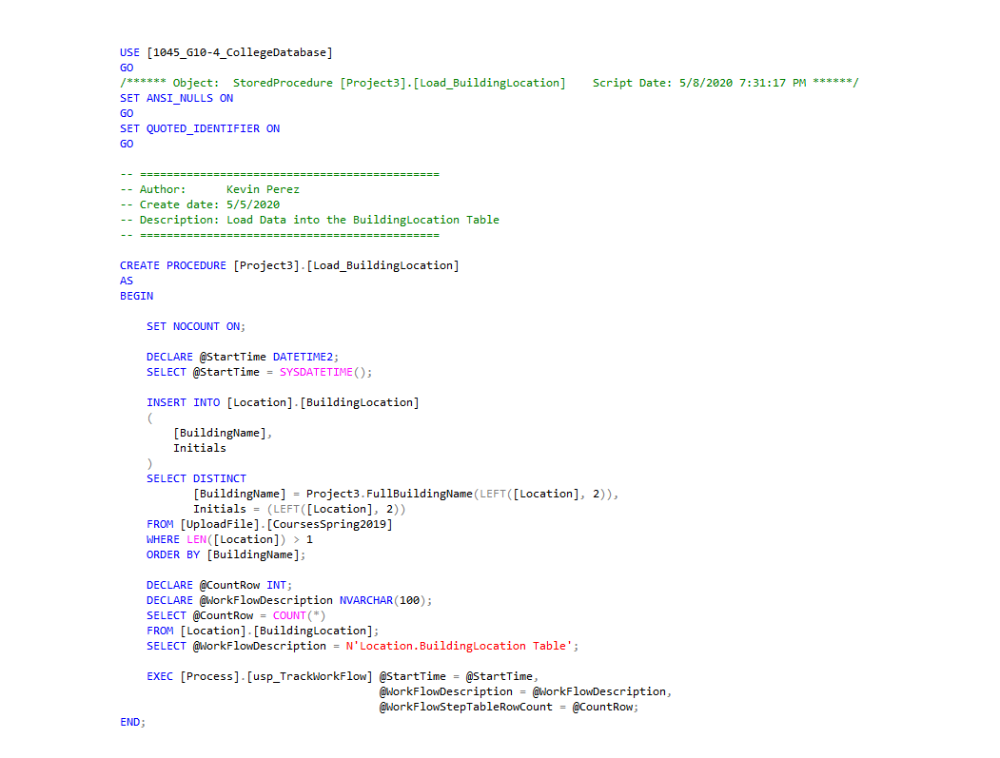 USE [1045_G10-4_CollegeDatabase]
GO
/****** Object:  StoredProcedure [Project3].[Load_BuildingLocation]    Script Date: 5/8/2020 7:31:17 PM ******/
SET ANSI_NULLS ON
GO
SET QUOTED_IDENTIFIER ON
GO
-- =============================================
-- Author:      Kevin Perez
-- Create date: 5/5/2020
-- Description: Load Data into the BuildingLocation Table
-- =============================================
CREATE PROCEDURE [Project3].[Load_BuildingLocation]
AS
BEGIN
    SET NOCOUNT ON;
    DECLARE @StartTime DATETIME2;
    SELECT @StartTime = SYSDATETIME();
    INSERT INTO [Location].[BuildingLocation]
    (
        [BuildingName],
        Initials
    )
    SELECT DISTINCT
           [BuildingName] = Project3.FullBuildingName(LEFT([Location], 2)),
           Initials = (LEFT([Location], 2))
    FROM [UploadFile].[CoursesSpring2019]
    WHERE LEN([Location]) > 1
    ORDER BY [BuildingName];
    DECLARE @CountRow INT;
    DECLARE @WorkFlowDescription NVARCHAR(100);
    SELECT @CountRow = COUNT(*)
    FROM [Location].[BuildingLocation];
    SELECT @WorkFlowDescription = N'Location.BuildingLocation Table';
    EXEC [Process].[usp_TrackWorkFlow] @StartTime = @StartTime,
                                       @WorkFlowDescription = @WorkFlowDescription,
                                       @WorkFlowStepTableRowCount = @CountRow;
END;